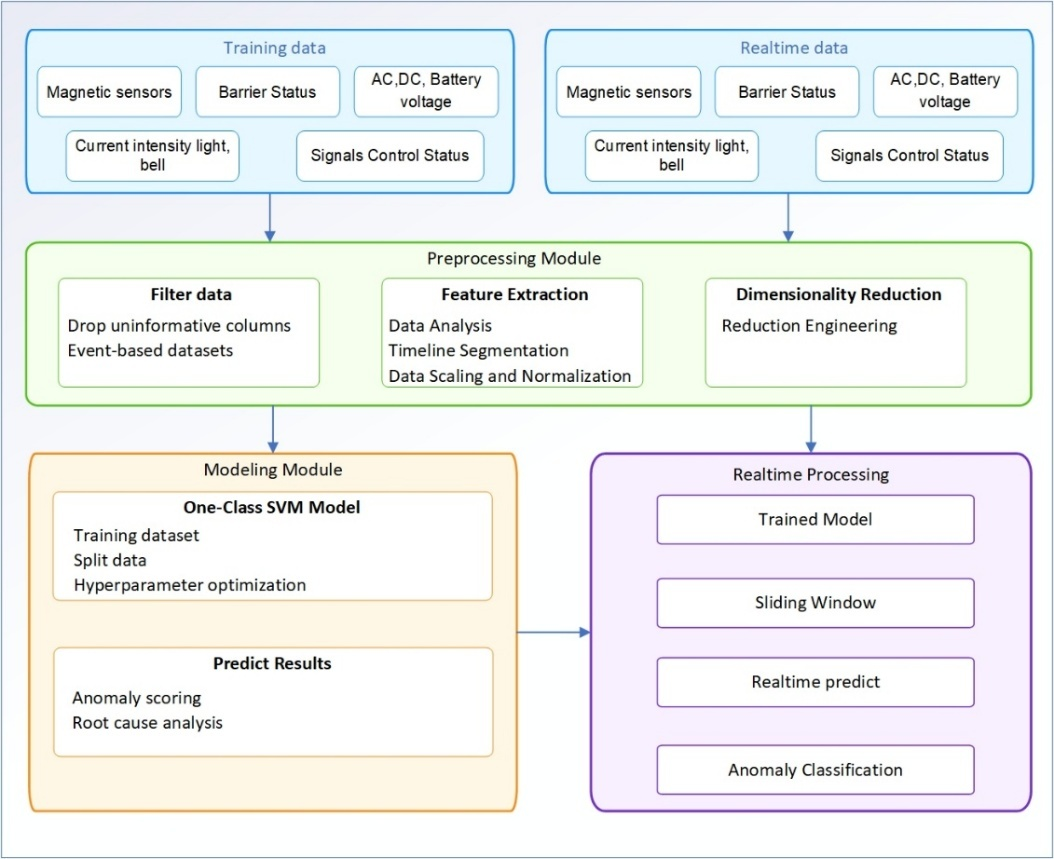 Training data
Magnetic sensors
Barrier Status
AC,DC, Battery
voltage
Current intensity light,
bell
Signals Control Status
Realtime data
Magnetic sensors
Barrier Status
AC,DC, Battery
voltage
Current intensity light,
bell
Signals Control Status
Preprocessing Module
Filter data
Drop uninformative columns
Event-based datasets
Feature Extraction
Data Analysis
Timeline Segmentation
Data Scaling and Normalization
Dimensionality Reduction
Reduction Engineering
Modeling Module
One-Class SVM Model
Training dataset
Split data
Hyperparameter optimization
Predict Results
Anomaly scoring
Root cause analysis
Realtime Processing
Trained Model
Sliding Window
Realtime predict
Anomaly Classification